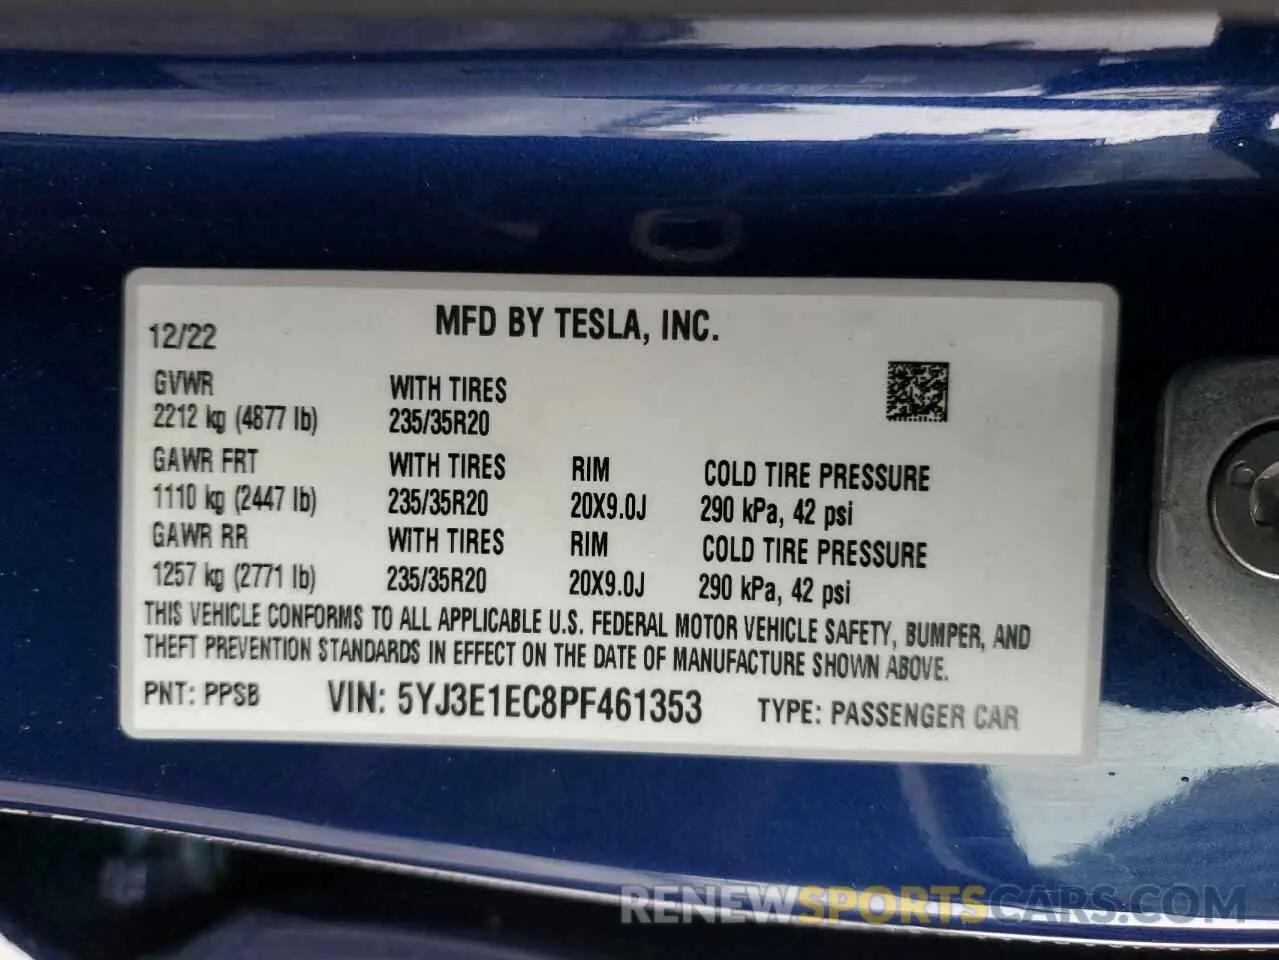 MFD BY TESLA, INC.
12/22
GVWR WITH TIRES
2212 kg (4877 lb) 235/35R20
GAWR FRT WITH TIRES RIM COLD TIRE PRESSURE
1110 kg (2447 lb) 235/35R20 20X9.0J 290 kPa, 42 psi
GAWR RR WITH TIRES RIM COLD TIRE PRESSURE
1257 kg (2771 lb) 235/35R20 20X9.0J 290 kPa, 42 psi
THIS VEHICLE CONFORMS TO ALL APPLICABLE U.S. FEDERAL MOTOR VEHICLE SAFETY, BUMPER, AND
THEFT PREVENTION STANDARDS IN EFFECT ON THE DATE OF MANUFACTURE SHOWN ABOVE.
PNT: PPSB VIN: 5YJ3E1EC8PF461353 TYPE: PASSENGER CAR
RENEWSPORTSCARS.COM